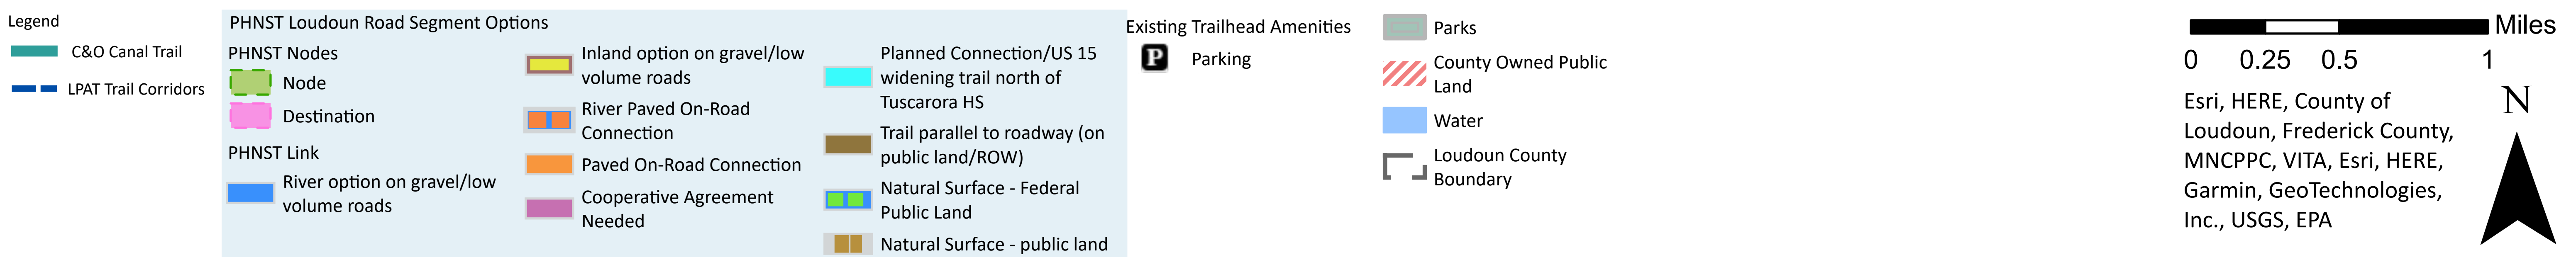 Legend
C&O Canal Trail
LPAT Trail Corridors
PHNST Loudoun Road Segment Options
PHNST Nodes
Node
Destination
PHNST Link
River option on gravel/low
volume roads
Inland option on gravel/low
volume roads
River Paved On-Road
Connection
Paved On-Road Connection
Cooperative Agreement
Needed
Planned Connection/US 15
widening trail north of
Tuscarora HS
Trail parallel to roadway (on
public land/ROW)
Natural Surface - Federal
Public Land
Natural Surface - public land
Existing Trailhead Amenities
P
Parking
Parks
County Owned Public
Land
Water
Loudoun County
Boundary
Miles
0 0.25 0.5 1
Esri, HERE, County of
Loudoun, Frederick County,
MNCPPC, VITA, Esri, HERE,
Garmin, GeoTechnologies,
Inc., USGS, EPA
N